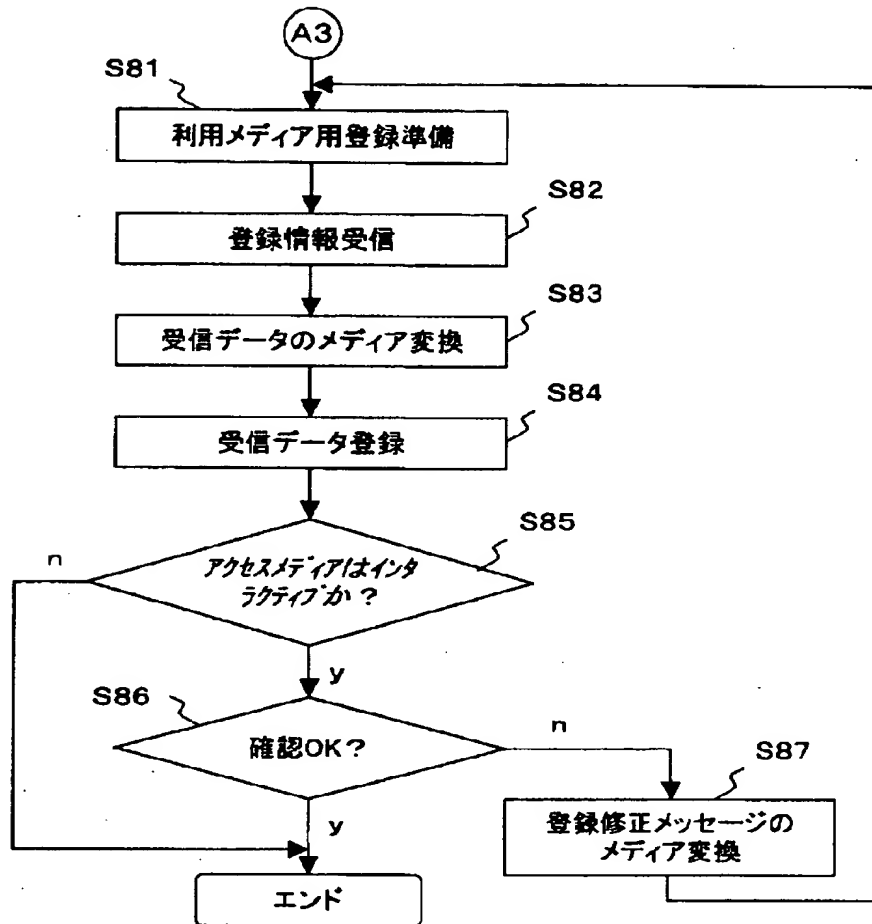 A3
S81
利用メディア用登録準備
S82
登録情報受信
S83
受信データのメディア変換
S84
受信データ登録
S85
n
アクセスメディアはインタ
ラクティブか?
y
S86
確認OK?
n
S87
登録修正メッセージの
メディア変換
y
エンド